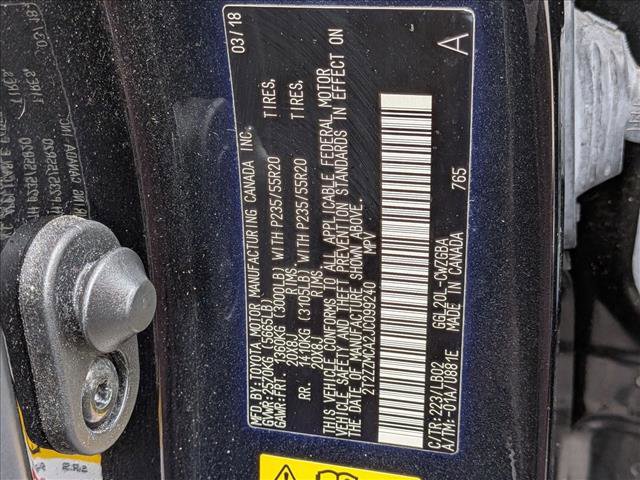 MFD.BY:TOYOTA MOTOR MANUFACTURING CANADA INC. 03/18
GVWR:2660KG (5865LB)
GAWR:FRT. 1360KG (3000LB) WITH P235/55R20 TIRES,
20X8J RIMS,
RR. 1410KG (3105LB) WITH P235/55R20 TIRES,
20X8J RIMS,
THIS VEHICLE CONFORMS TO ALL APPLICABLE FEDERAL MOTOR
VEHICLE SAFETY AND THEFT PREVENTION STANDARDS IN EFFECT ON
THE DATE OF MANUFACTURE SHOWN ABOVE.
2T2ZZMCA2JC099240 MPV A
765
C/TR:223/LB02 GGL20L-CWZGBA
A/TM:-01A/U881E MADE IN CANADA